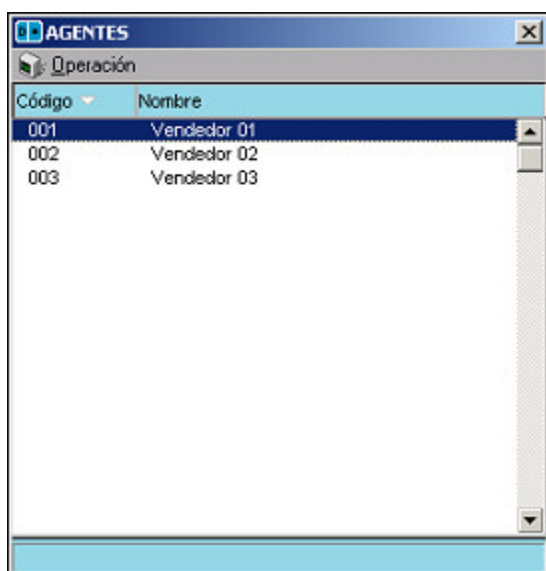 AGENTES
Operación
Código Nombre
001 Vendedor 01
002 Vendedor 02
003 Vendedor 03